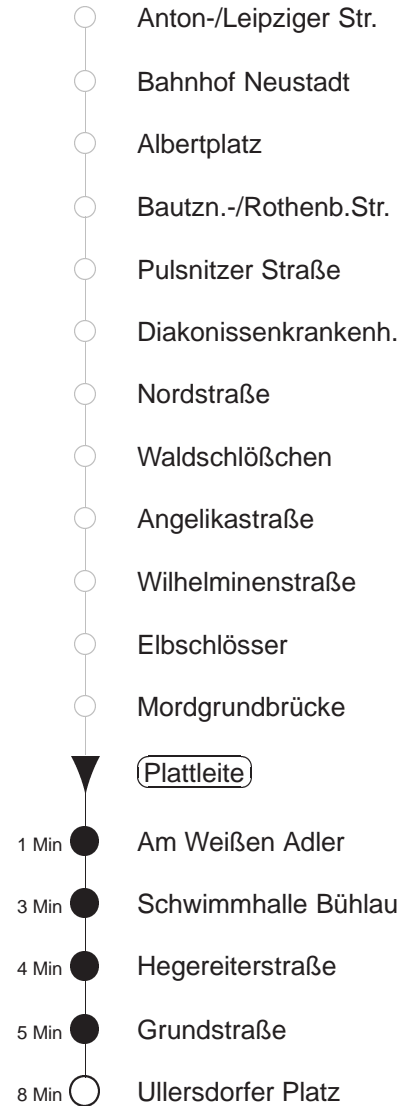 Anton-/Leipziger Str.
Bahnhof Neustadt
Albertplatz
Bautzn.-/Rothenb.Str.
Pulsnitzer Straße
Diakonissenkrankenh.
Nordstraße
Waldschlößchen
Angelikastraße
Wilhelminenstraße
Elbschlösser
Mordgrundbrücke
Plattleite
1 Min Am Weißen Adler
3 Min Schwimmhalle Bühlau
4 Min Hegereiterstraße
5 Min Grundstraße
8 Min Ullersdorfer Platz